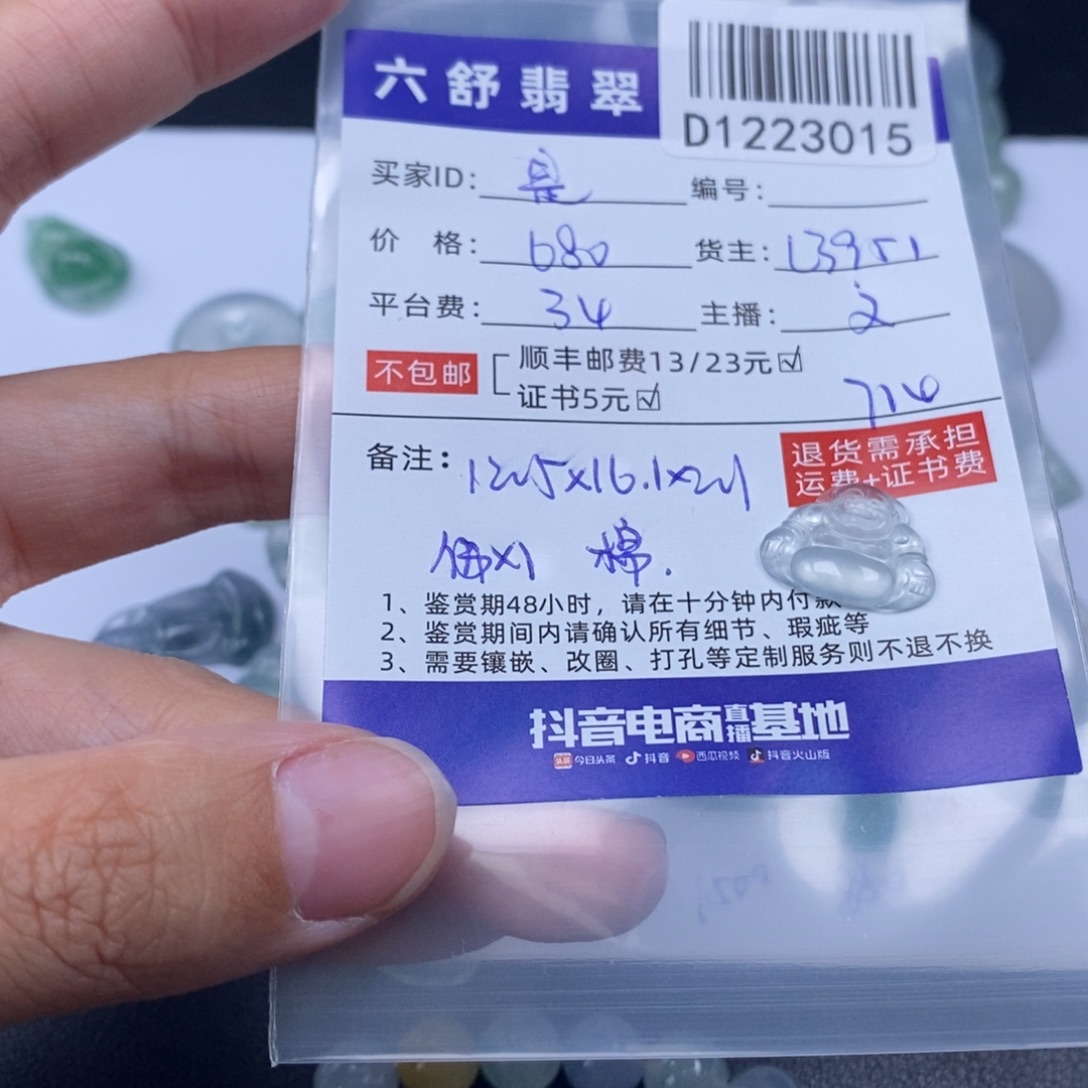 六舒翡翠
D1223015
买家ID: 是 编号:
价 格: 680 货主: 13951
平台费: 34 主播: 文
不包邮 顺丰邮费13/23元☑
证书5元☑
714
备注:
退货需承担
运费+证书费
佛x1 棉.
1、鉴赏期48小时，请在十分钟内付款
2、鉴赏期间内请确认所有细节、瑕疵等
3、需要镶嵌、改圈、打孔等定制服务则不退不换
抖音电商直播基地
头条 今日头条 抖音 西瓜视频 抖音火山版